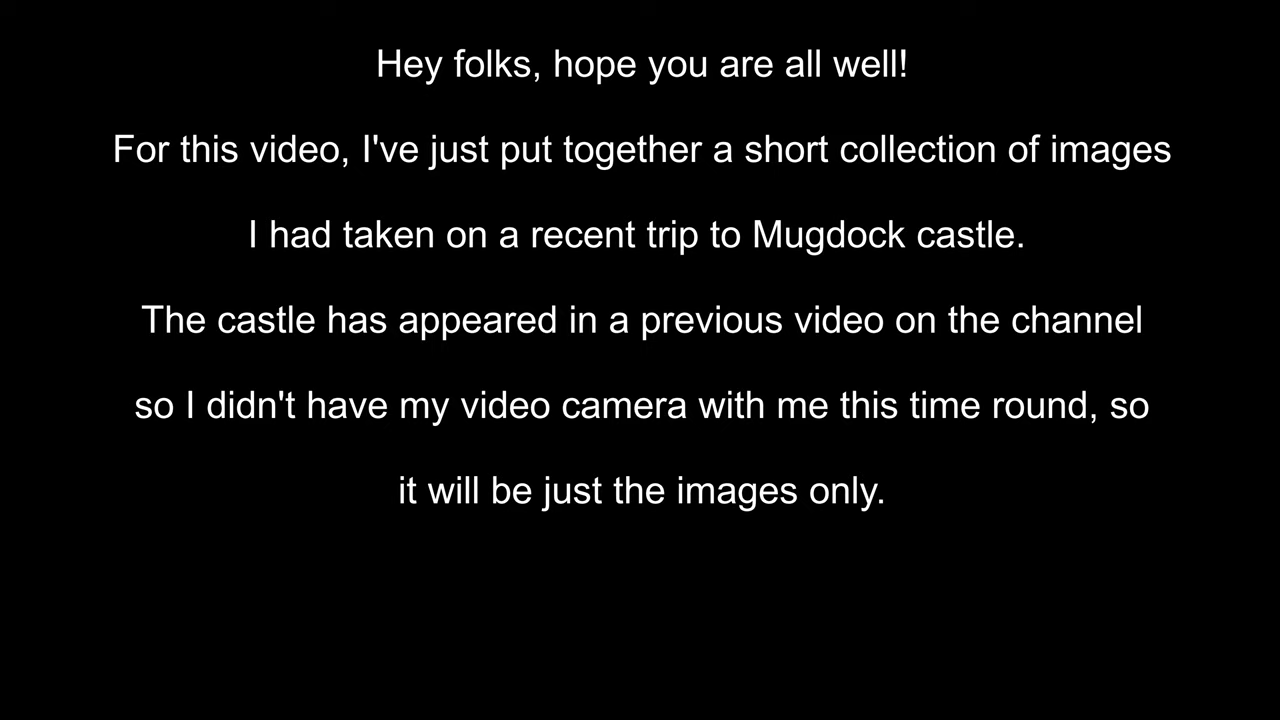 Hey folks, hope you are all well!
For this video, I've just put together a short collection of images
I had taken on a recent trip to Mugdock castle.
The castle has appeared in a previous video on the channel
so I didn't have my video camera with me this time round, so
it will be just the images only.